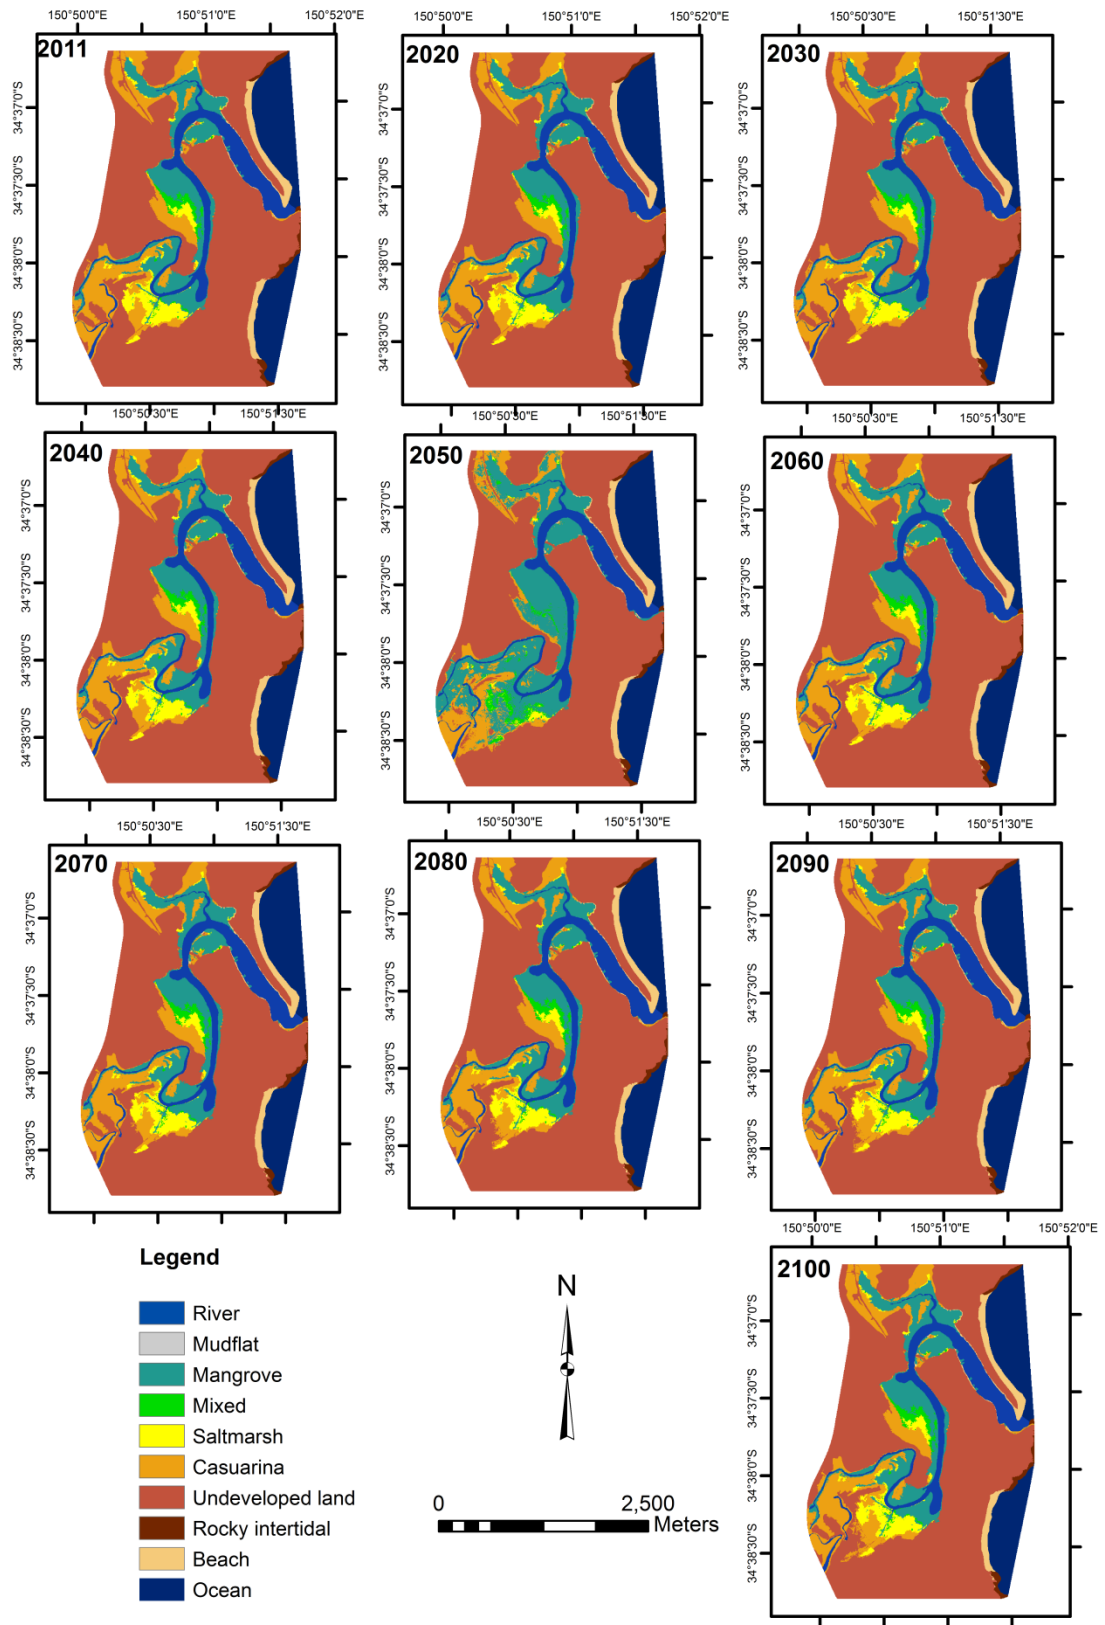 150°50'0"E 150°51'0"E 150°52'0"E 150°50'0"E 150°51'0"E 150°52'0"E 150°50'30"E 150°51'30"E
2011 2020 2030
34°37'0"S 34°37'0"S 34°37'0"S
34°37'30"S 34°37'30"S 34°37'30"S
34°38'0"S 34°38'0"S 34°38'0"S
34°38'30"S 34°38'30"S 34°38'30"S
150°50'30"E 150°51'30"E 150°50'30"E 150°51'30"E 150°50'30"E 150°51'30"E
2040 2050 2060
34°37'0"S 34°37'0"S 34°37'0"S
34°37'30"S 34°37'30"S 34°37'30"S
34°38'0"S 34°38'0"S 34°38'0"S
34°38'30"S 34°38'30"S 34°38'30"S
150°50'30"E 150°51'30"E 150°50'30"E 150°51'30"E 150°50'30"E 150°51'30"E
2070 2080 2090
34°37'0"S 34°37'0"S 34°37'0"S
34°37'30"S 34°37'30"S 34°37'30"S
34°38'0"S 34°38'0"S 34°38'0"S
34°38'30"S 34°38'30"S 34°38'30"S
150°50'0"E 150°51'0"E 150°52'0"E
2100
34°37'0"S
34°37'30"S
34°38'0"S
34°38'30"S
Legend
River
Mudflat
Mangrove
Mixed
Saltmarsh
Casuarina
Undeveloped land
Rocky intertidal
Beach
Ocean
N
0 2,500
Meters